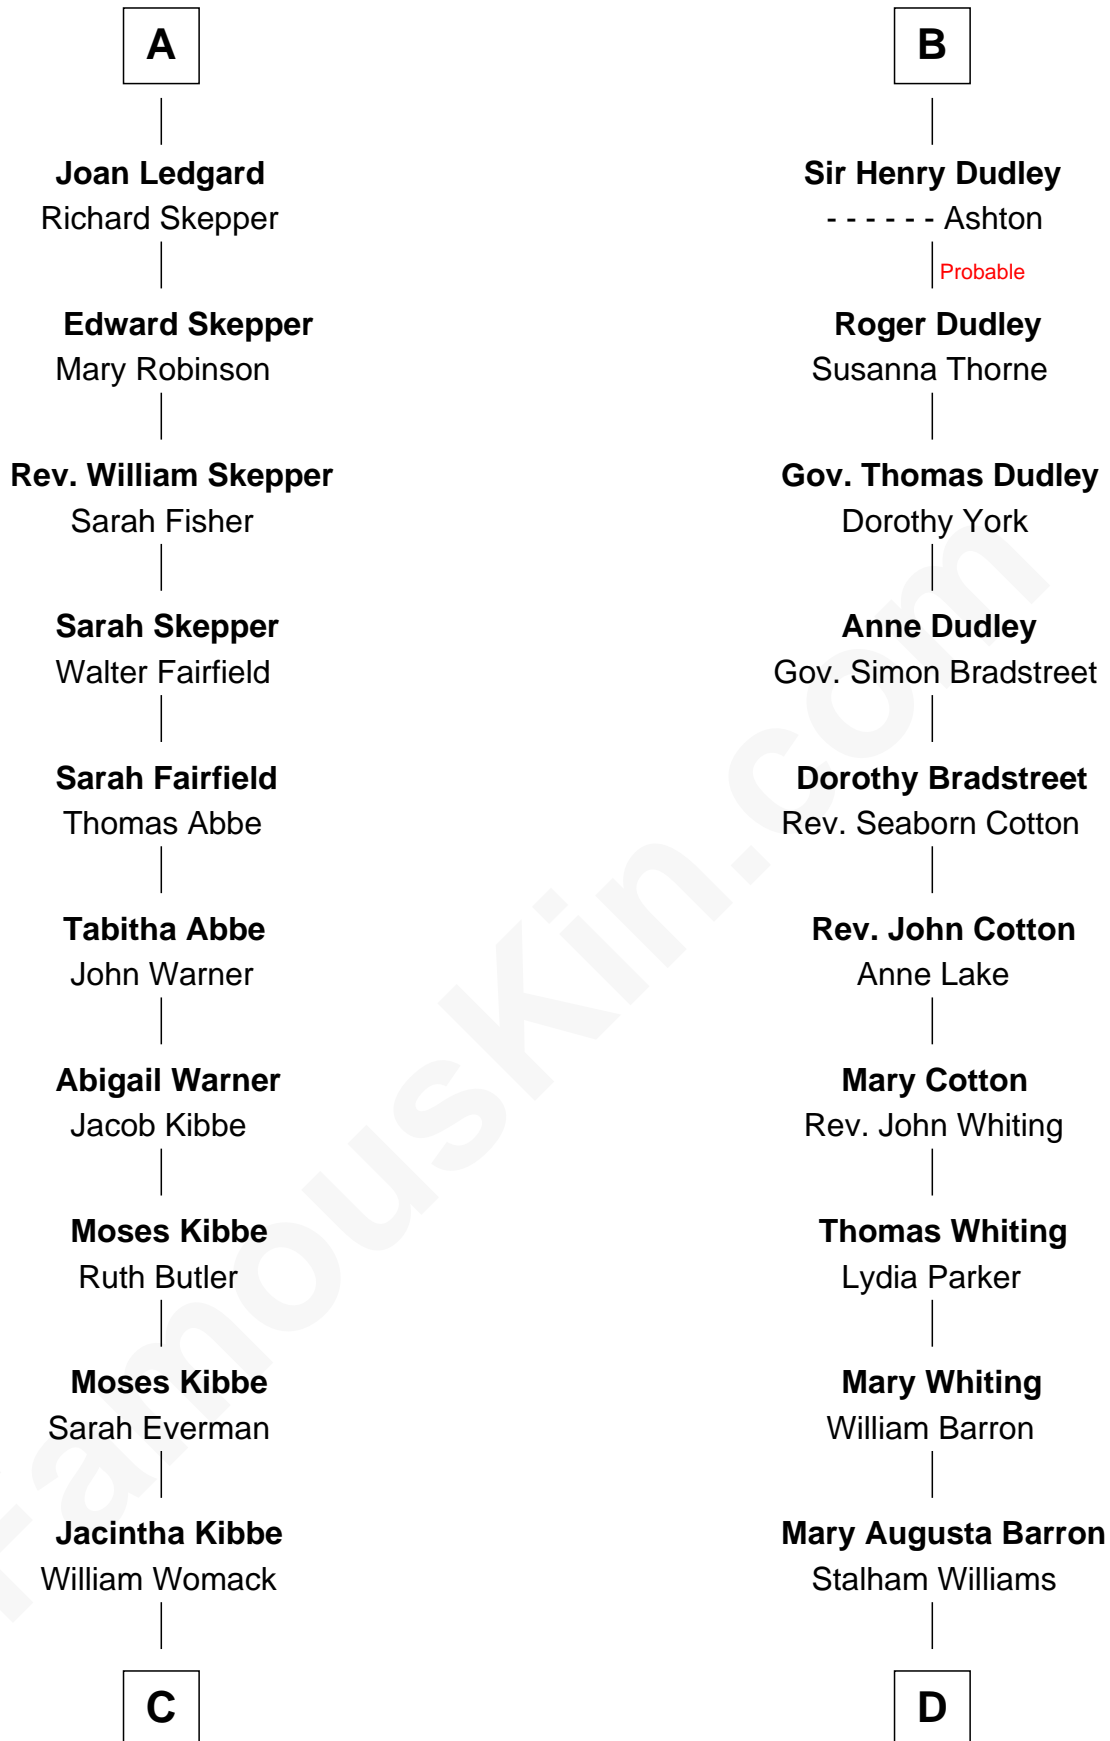 A
Joan Ledgard
Richard Skepper
Edward Skepper
Mary Robinson
Rev. William Skepper
Sarah Fisher
Sarah Skepper
Walter Fairfield
Sarah Fairfield
Thomas Abbe
Tabitha Abbe
John Warner
Abigail Warner
Jacob Kibbe
Moses Kibbe
Ruth Butler
Moses Kibbe
Sarah Everman
Jacintha Kibbe
William Womack
C
B
Sir Henry Dudley
- - - - - - Ashton
Probable
Roger Dudley
Susanna Thorne
Gov. Thomas Dudley
Dorothy York
Anne Dudley
Gov. Simon Bradstreet
Dorothy Bradstreet
Rev. Seaborn Cotton
Rev. John Cotton
Anne Lake
Mary Cotton
Rev. John Whiting
Thomas Whiting
Lydia Parker
Mary Whiting
William Barron
Mary Augusta Barron
Stalham Williams
D
FamousKin.com